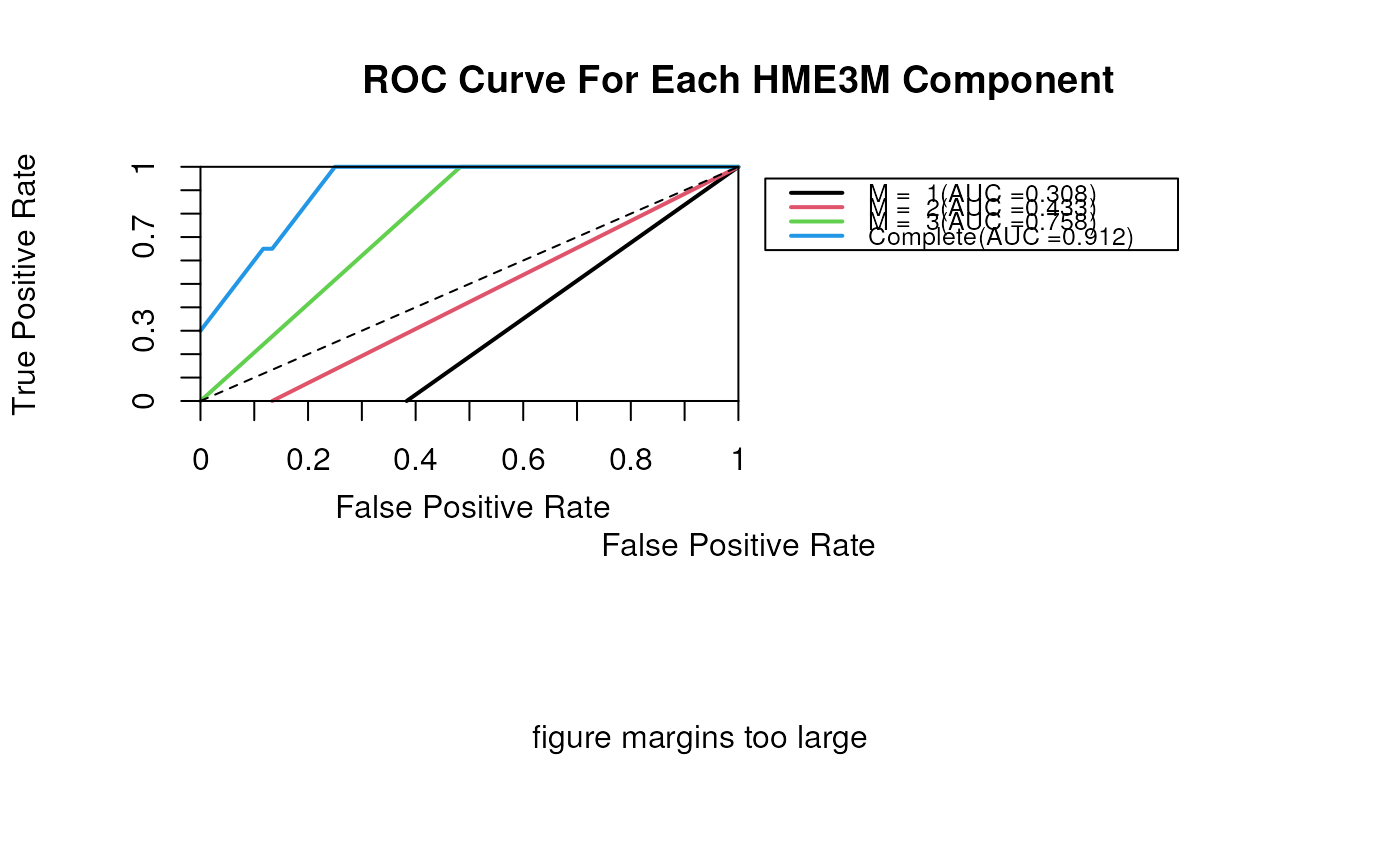 ROC Curve For Each HME3M Component
True Positive Rate
1
0.7
0.3
0
M = 1(AUC =0.308)
M = 2(AUC =0.433)
M = 3(AUC =0.758)
Complete(AUC =0.912)
0 0.2 0.4 0.6 0.8 1
False Positive Rate
False Positive Rate
figure margins too large